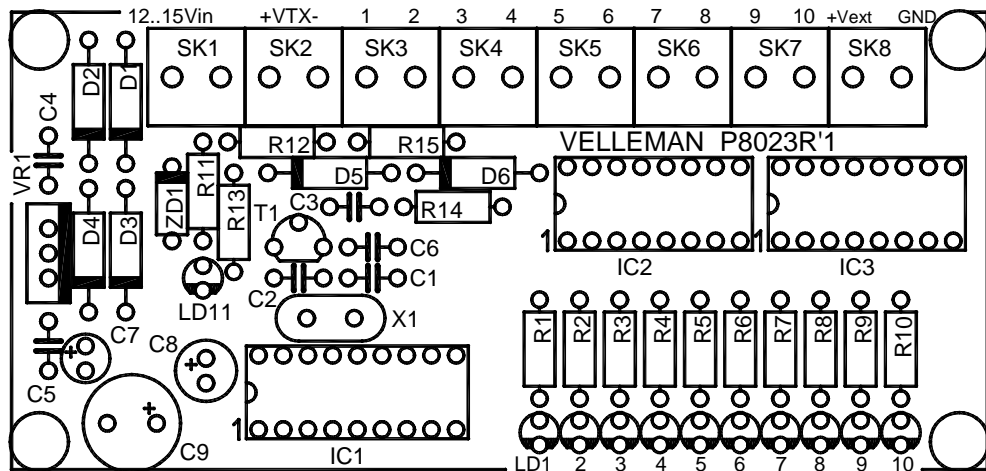 12..15Vin +VTX- 1 2 3 4 5 6 7 8 9 10 +Vext GND
SK1 SK2 SK3 SK4 SK5 SK6 SK7 SK8
D2 D1
C4
VR1
R12 R15 VELLEMAN P8023R'1
R11
ZD1
R13
D5 D6
C3
T1
R14
D4 D3
C6
1 1
IC2 IC3
C2 C1
LD11
X1
C7
C8
C5
R1 R2 R3 R4 R5 R6 R7 R8 R9 R10
C9
1
IC1
LD1 2 3 4 5 6 7 8 9 10